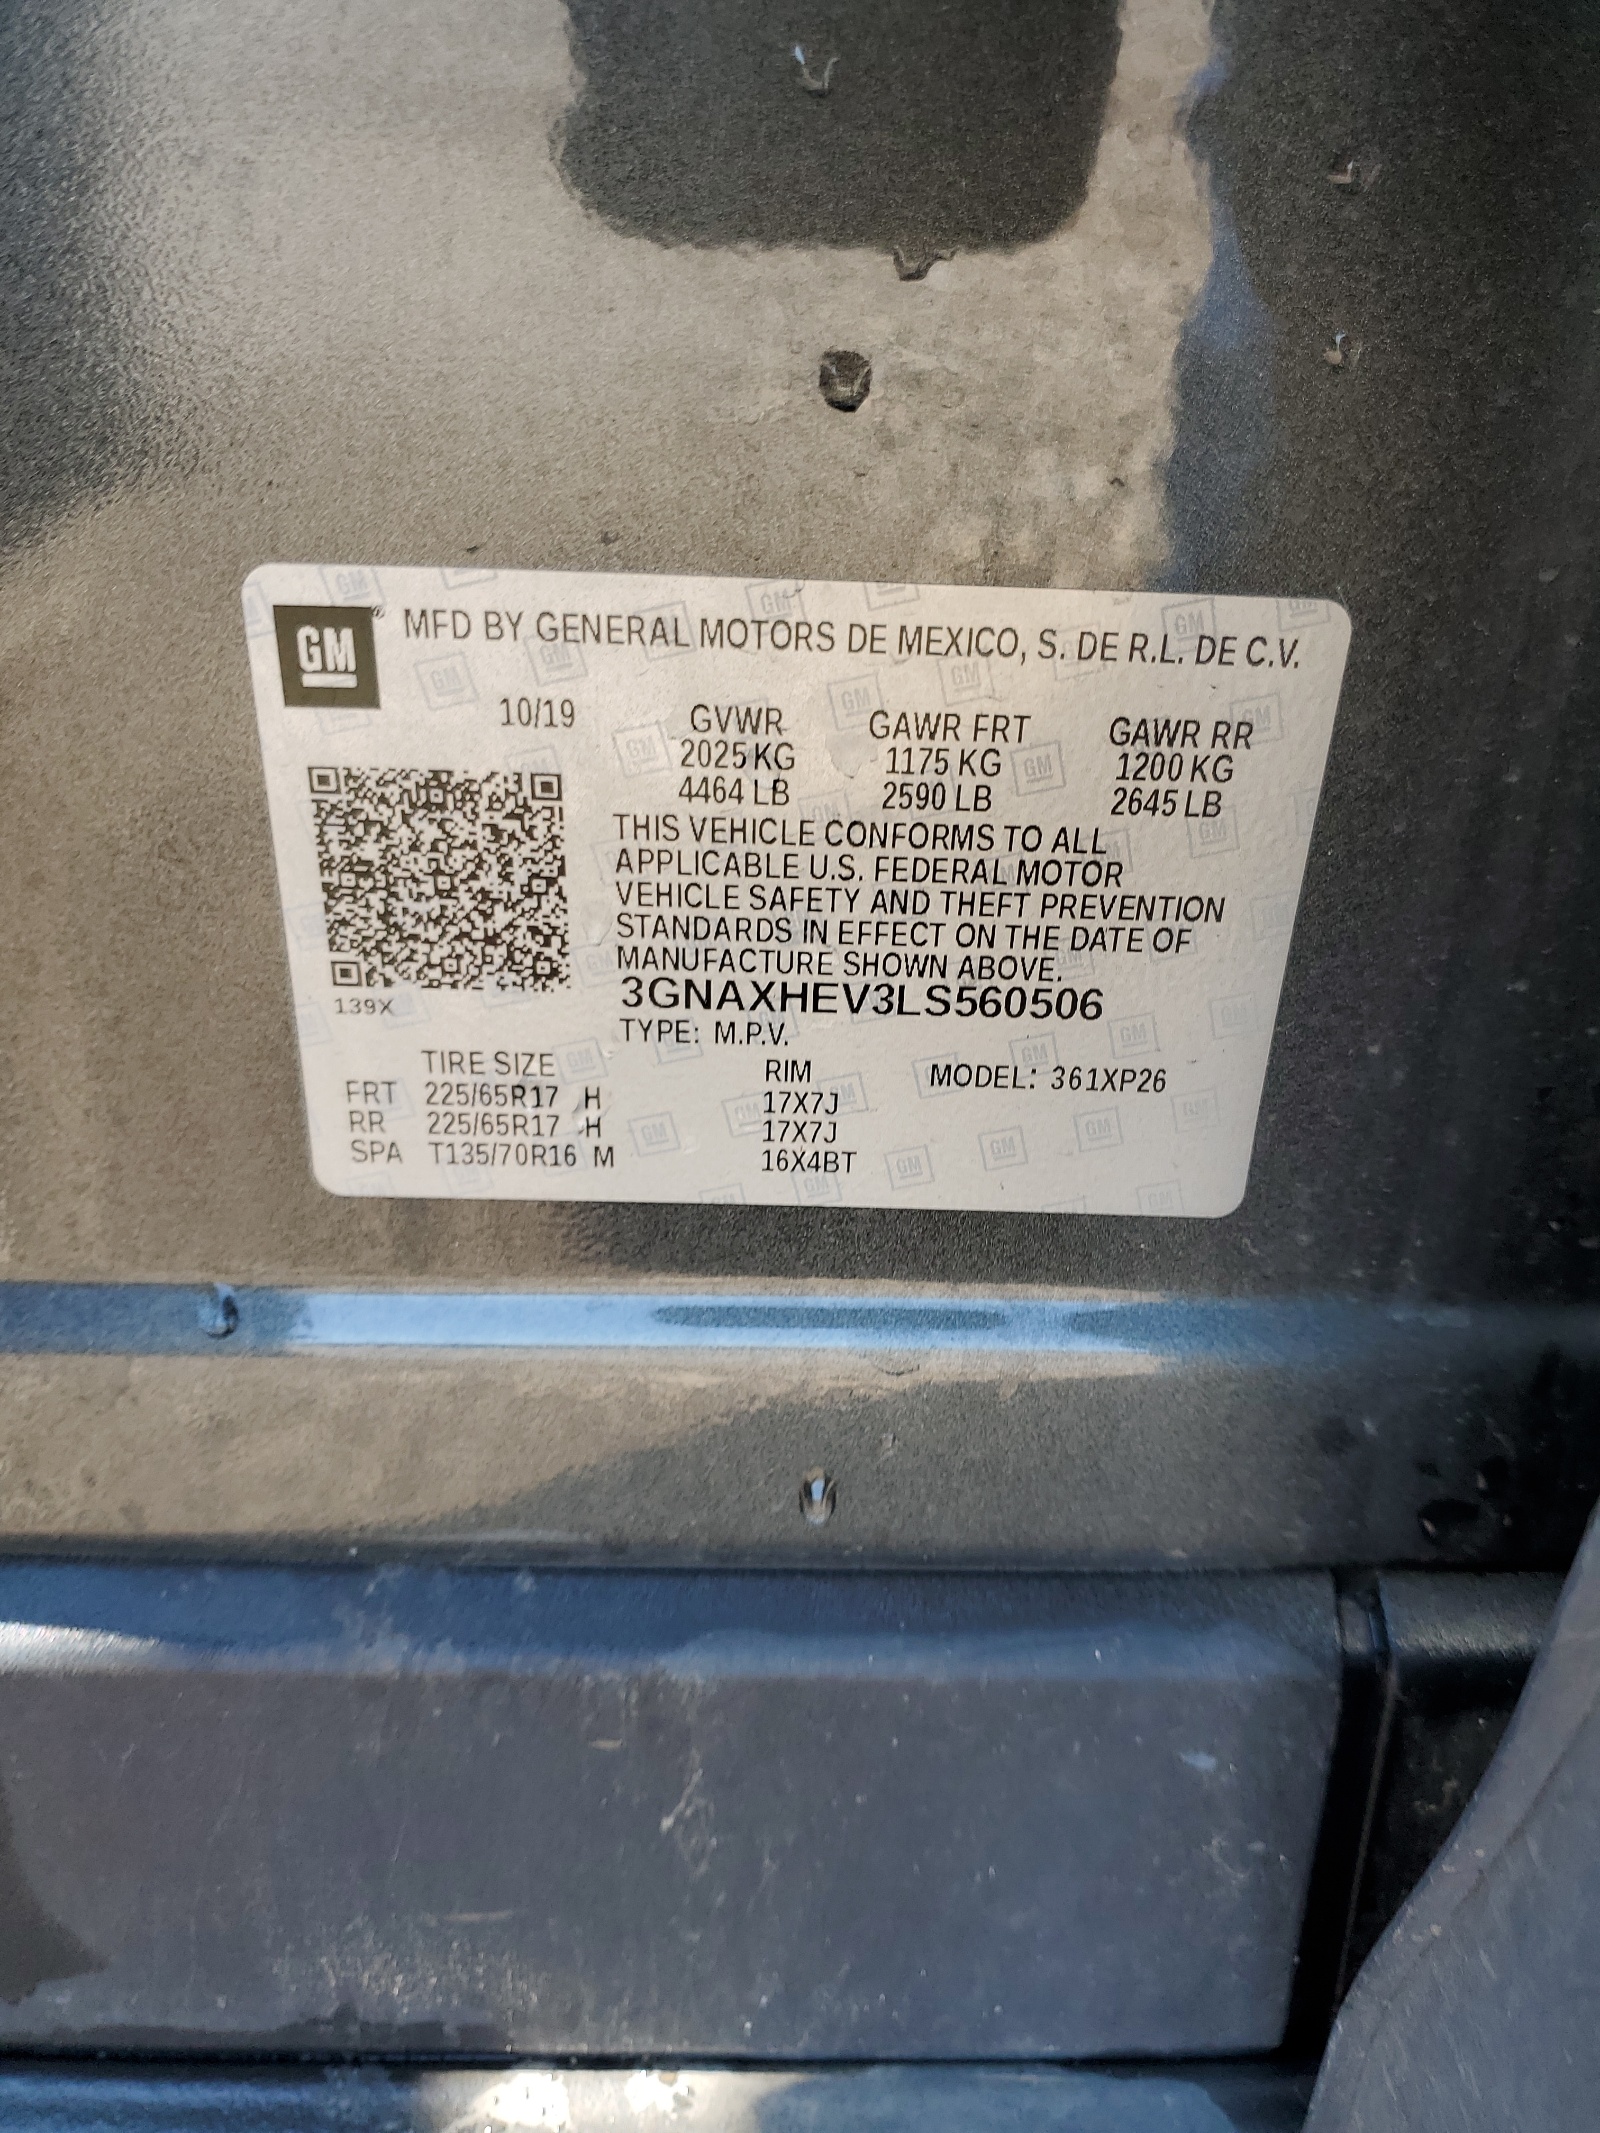 GM
MFD BY GENERAL MOTORS DE MEXICO, S. DE R.L. DE C.V.
10/19 GVWR GAWR FRT GAWR RR
2025 KG 1175 KG 1200 KG
4464 LB 2590 LB 2645 LB
THIS VEHICLE CONFORMS TO ALL
APPLICABLE U.S. FEDERAL MOTOR
VEHICLE SAFETY AND THEFT PREVENTION
STANDARDS IN EFFECT ON THE DATE OF
MANUFACTURE SHOWN ABOVE.
3GNAXHEV3LS560506
139X
TYPE: M.P.V.
TIRE SIZE RIM MODEL: 361XP26
FRT 225/65R17 H 17X7J
RR 225/65R17 H 17X7J
SPA T135/70R16 M 16X4BT